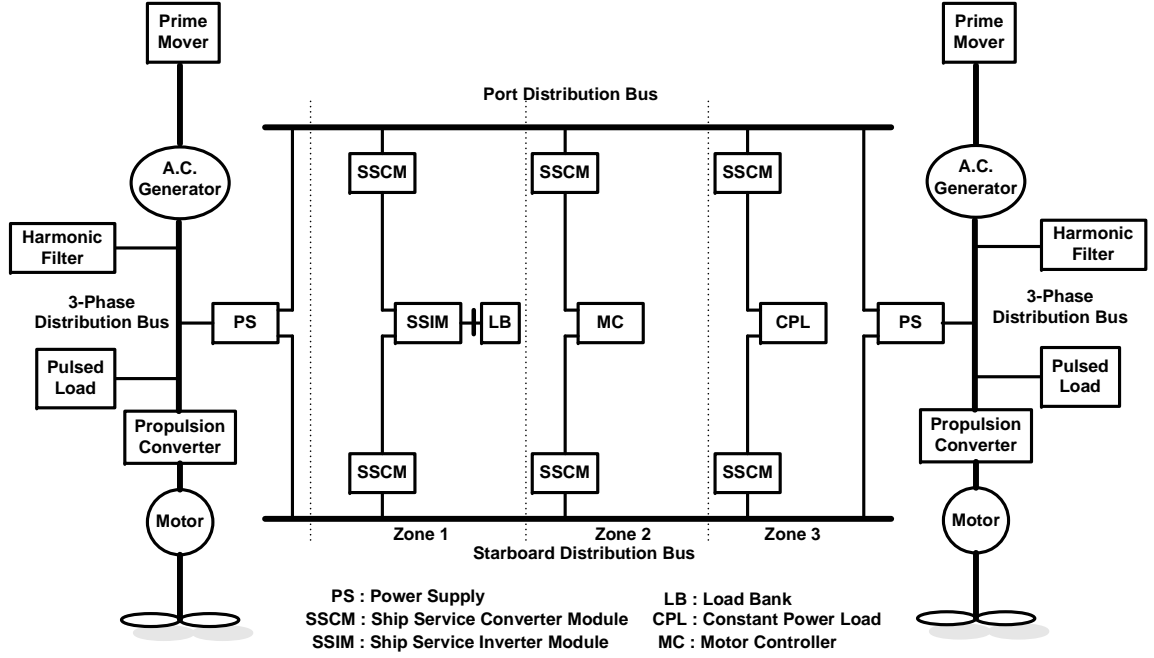 Prime
Mover
Prime
Mover
Port Distribution Bus
A.C.
Generator
SSCM
SSCM
SSCM
A.C.
Generator
Harmonic
Filter
Harmonic
Filter
3-Phase
Distribution Bus
PS
SSIM
LB
MC
CPL
PS
3-Phase
Distribution Bus
Pulsed
Load
Pulsed
Load
Propulsion
Converter
Propulsion
Converter
SSCM
SSCM
SSCM
Motor
Motor
Zone 1
Zone 2
Zone 3
Starboard Distribution Bus
PS : Power Supply
SSCM : Ship Service Converter Module
SSIM : Ship Service Inverter Module
LB : Load Bank
CPL : Constant Power Load
MC : Motor Controller